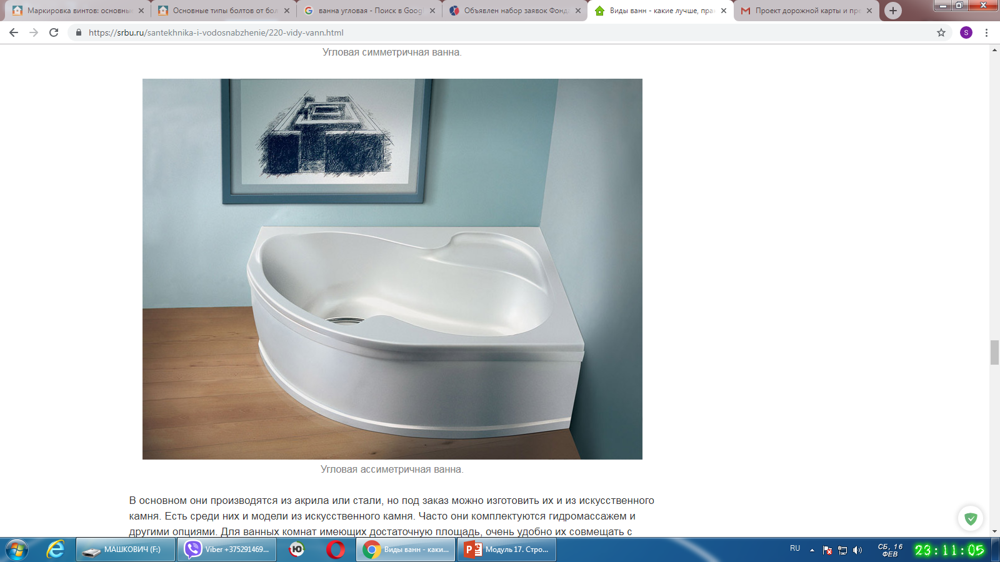 Маркировка винтов: основные
Основные типы болтов от бол
ванна угловая - Поиск в Googl
Объявлен набор заявок Фонда
Виды ванн - какие лучше, пра
Проект дорожной карты и пре
https://srbu.ru/santekhnika-i-vodosnabzhenie/220-vidy-vann.html
S
Угловая симметричная ванна.
Угловая ассиметричная ванна.
В основном они производятся из акрила или стали, но под заказ можно изготовить их и из искусственного
камня. Есть среди них и модели из искусственного камня. Часто они комплектуются гидромассажем и
другими опциями. Для ванных комнат имеющих достаточную площадь, очень удобно их совмещать с
МАШКОВИЧ (F:)
Viber +375291469...
Виды ванн - каки...
Модуль 17. Стро...
RU
СБ, 16
ФЕВ
23:11:05